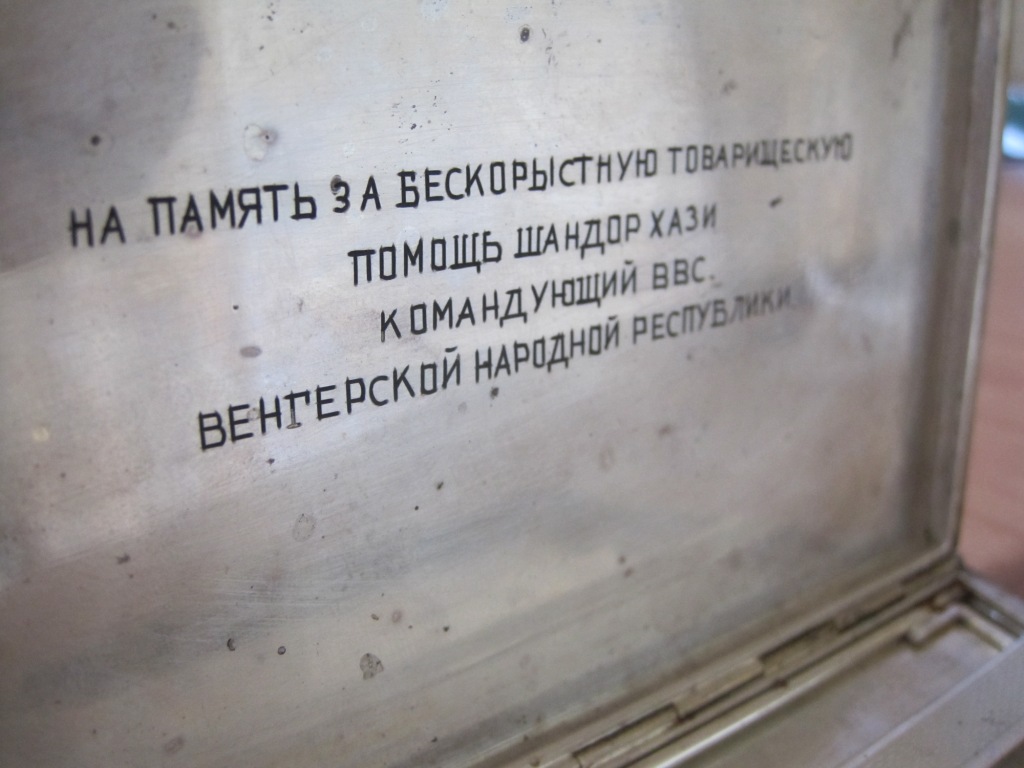 НА ПАМЯТЬ ЗА БЕСКОРЫСТНУЮ ТОВАРИЩЕСКУЮ
ПОМОЩЬ ШАНДОР ХАЗИ
КОМАНДУЮЩИЙ ВВС.
ВЕНГЕРСКОЙ НАРОДНОЙ РЕСПУБЛИКИ